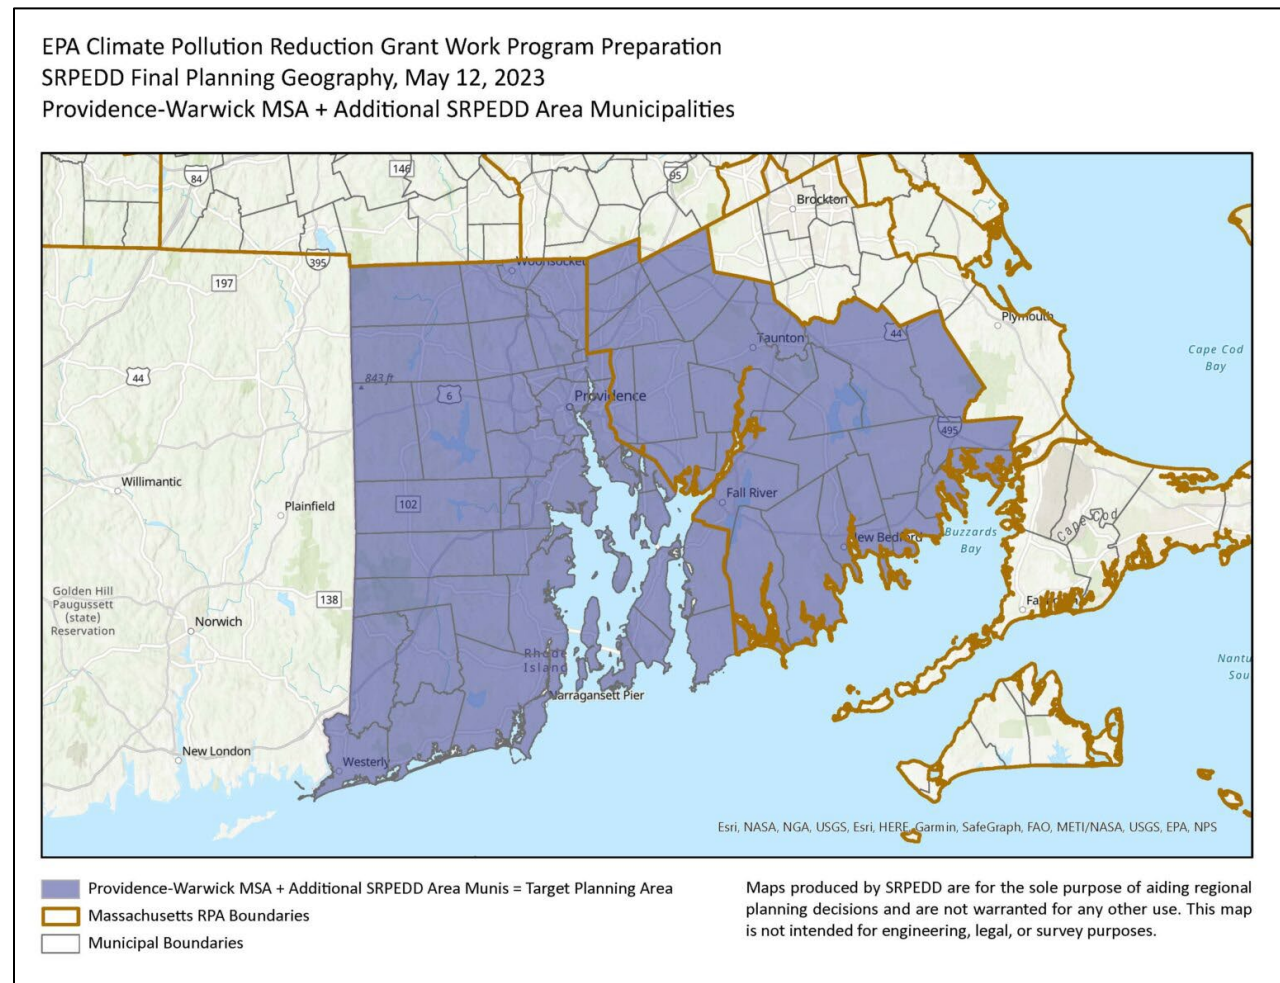 EPA Climate Pollution Reduction Grant Work Program Preparation
SRPEDD Final Planning Geography, May 12, 2023
Providence-Warwick MSA + Additional SRPEDD Area Municipalities
146
84
95
Brockton
395
Woonsocket
197
Plymouth
44
Taunton
Cape Cod
Bay
44
843 ft
6
Providence
495
Willimantic
Fall River
Plainfield
102
Cape Cod
New Bedford
Buzzards
Bay
Golden Hill
Paugussett
(state)
Reservation
138
Norwich
Rhode
Island
Narragansett Pier
New London
Westerly
Esri, NASA, NGA, USGS, Esri, HERE, Garmin, SafeGraph, FAO, METI/NASA, USGS, EPA, NPS
Providence-Warwick MSA + Additional SRPEDD Area Munis = Target Planning Area
Massachusetts RPA Boundaries
Municipal Boundaries
Maps produced by SRPEDD are for the sole purpose of aiding regional
planning decisions and are not warranted for any other use. This map
is not intended for engineering, legal, or survey purposes.